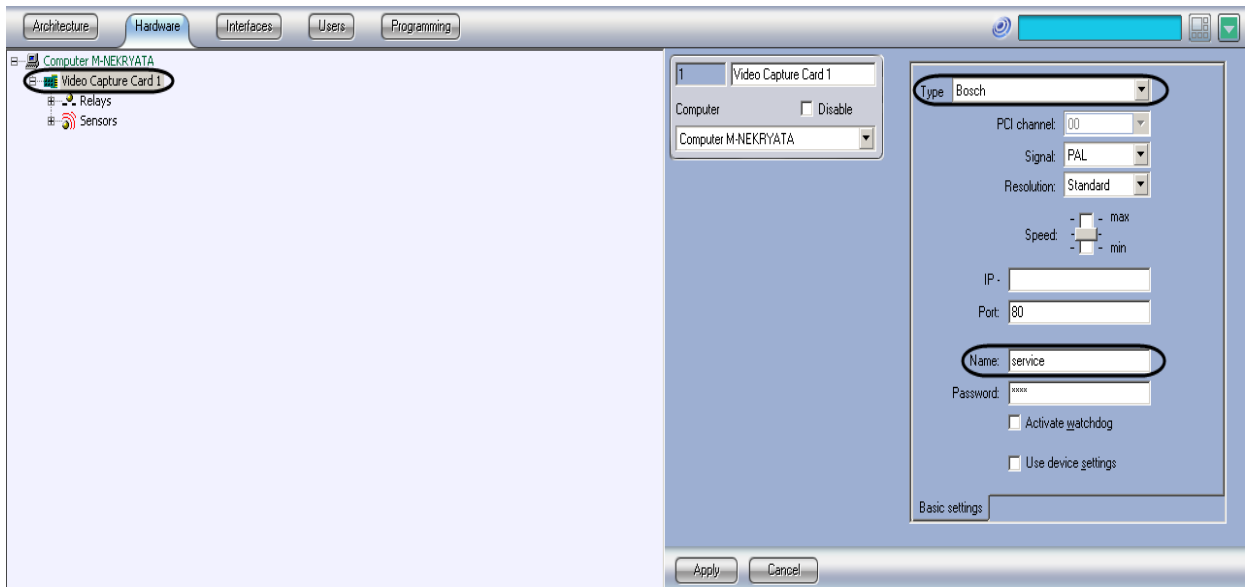 Architecture Hardware Interfaces Users Programming
Computer M-NEKRYATA
Video Capture Card 1
Relays
Sensors
1 Video Capture Card 1
Computer Disable
Computer M-NEKRYATA
Type Bosch
PCI channel: 00
Signal: PAL
Resolution: Standard
max
Speed:
min
IP -
Port: 80
Name: service
Password: ××××
Activate watchdog
Use device settings
Basic settings
Apply Cancel